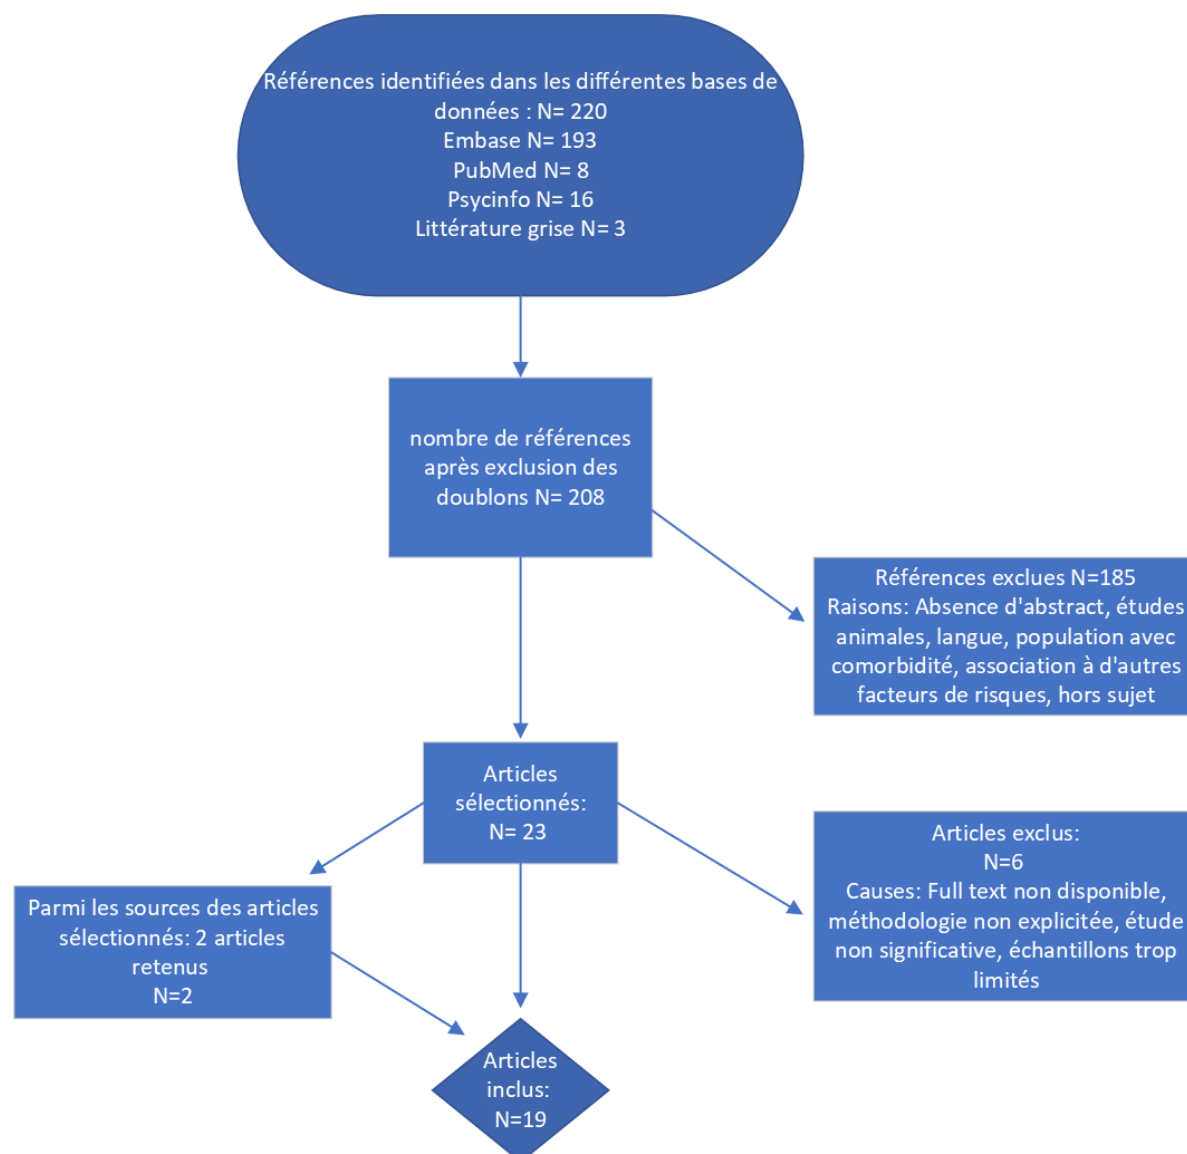 Références identifiées dans les différentes bases de
données : N= 220
Embase N= 193
PubMed N= 8
Psycinfo N= 16
Littérature grise N= 3
nombre de références
après exclusion des
doublons N= 208
Références exclues N=185
Raisons: Absence d'abstract, études
animales, langue, population avec
comorbidité, association à d'autres
facteurs de risques, hors sujet
Articles
sélectionnés:
N= 23
Articles exclus:
N=6
Causes: Full text non disponible,
méthodologie non explicitée, étude
non significative, échantillons trop
limités
Parmi les sources des articles
sélectionnés: 2 articles
retenus
N=2
Articles
inclus:
N=19